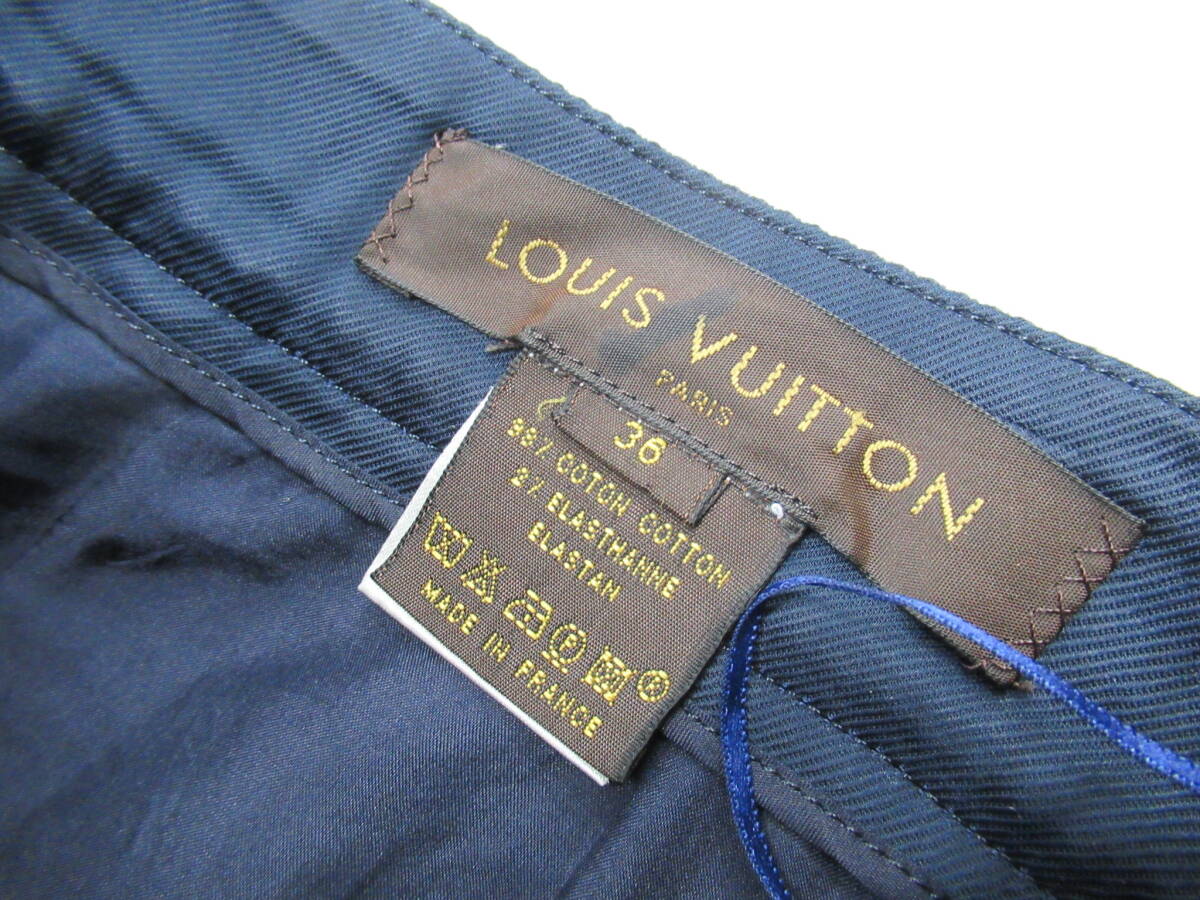 LOUIS VUITTON
PARIS
36
98% COTON COTTON
2% ELASTHANNE
ELASTAN
MADE IN FRANCE